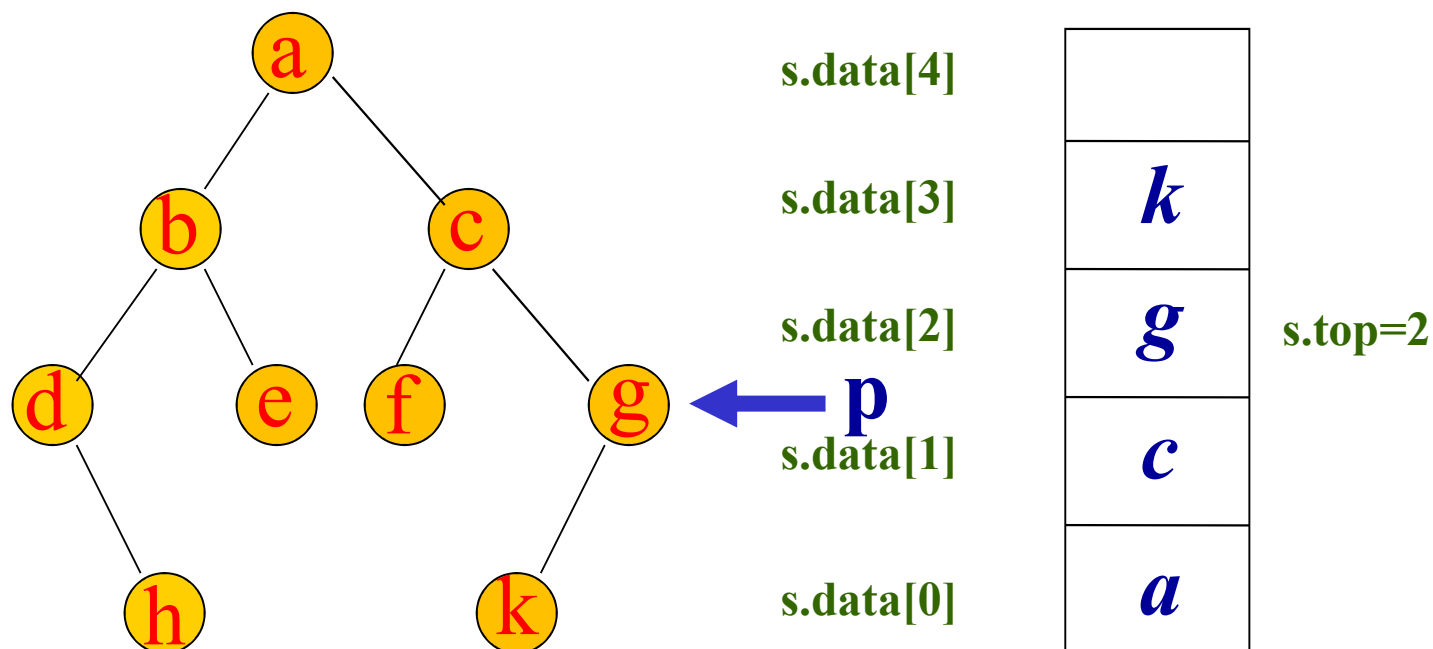 a
b
c
d
e
f
g
h
k
p
s.data[4]
s.data[3]
k
s.data[2]
g
s.top=2
s.data[1]
c
s.data[0]
a